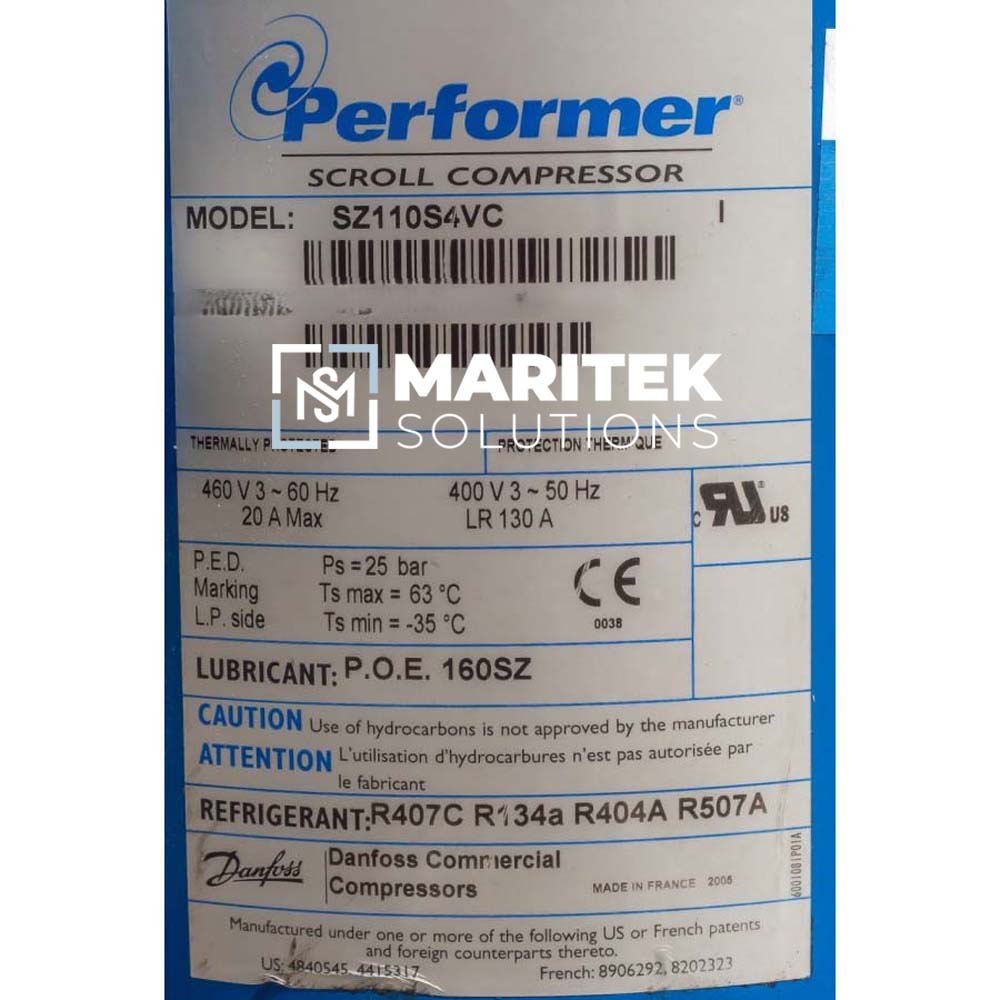 Performer®
SCROLL COMPRESSOR
MODEL: SZ110S4VC I
MARITEK
SOLUTIONS
THERMALLY PROTECTED PROTECTION THERMIQUE
460 V 3 ~ 60 Hz 400 V 3 ~ 50 Hz
20 A Max LR 130 A
C US
P.E.D. Ps = 25 bar
Marking Ts max = 63 °C
L.P. side Ts min = -35 °C
CE
0038
LUBRICANT: P.O.E. 160SZ
CAUTION Use of hydrocarbons is not approved by the manufacturer
ATTENTION L'utilisation d'hydrocarbures n'est pas autorisée par
le fabricant
REFRIGERANT: R407C R134a R404A R507A
Danfoss
Danfoss Commercial
Compressors
MADE IN FRANCE 2005
6001081P01A
Manufactured under one or more of the following US or French patents
and foreign counterparts thereto.
US: 4840545, 4415317 French: 8906292, 8202323